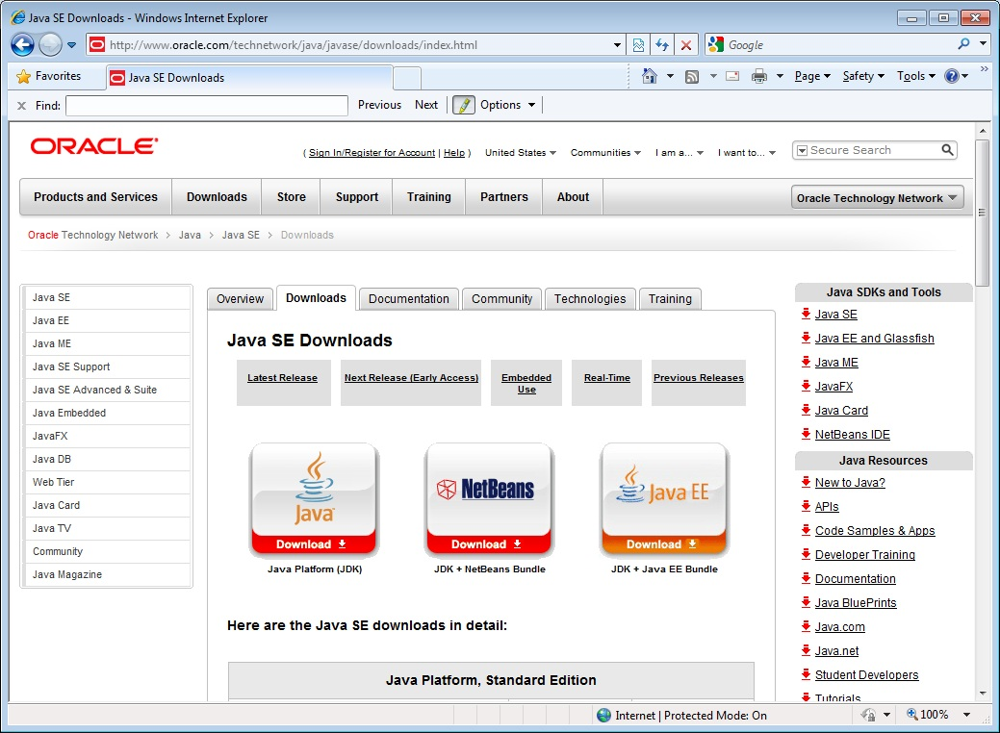 Java SE Downloads - Windows Internet Explorer
http://www.oracle.com/technetwork/java/javase/downloads/index.html
Google
Favorites
Java SE Downloads
Page
Safety
Tools
Find:
Previous Next Options
ORACLE
( Sign In/Register for Account | Help ) United States Communities I am a... I want to... Secure Search
Products and Services Downloads Store Support Training Partners About Oracle Technology Network
Oracle Technology Network > Java > Java SE > Downloads
Java SE
Java EE
Java ME
Java SE Support
Java SE Advanced & Suite
Java Embedded
JavaFX
Java DB
Web Tier
Java Card
Java TV
Community
Java Magazine
Overview Downloads Documentation Community Technologies Training
Java SE Downloads
Latest Release
Next Release (Early Access)
Embedded
Use
Real-Time
Previous Releases
Java
Download
Java Platform (JDK)
NetBeans
Download
JDK + NetBeans Bundle
Java EE
Download
JDK + Java EE Bundle
Here are the Java SE downloads in detail:
Java Platform, Standard Edition
Java SDKs and Tools
Java SE
Java EE and Glassfish
Java ME
JavaFX
Java Card
NetBeans IDE
Java Resources
New to Java?
APIs
Code Samples & Apps
Developer Training
Documentation
Java BluePrints
Java.com
Java.net
Student Developers
Tutorials
Internet | Protected Mode: On
100%